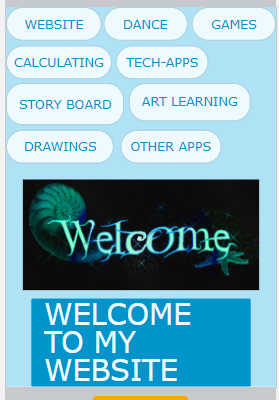 WEBSITE DANCE GAMES
CALCULATING TECH-APPS
STORY BOARD ART LEARNING
DRAWINGS OTHER APPS
Welcome
WELCOME
TO MY
WEBSITE